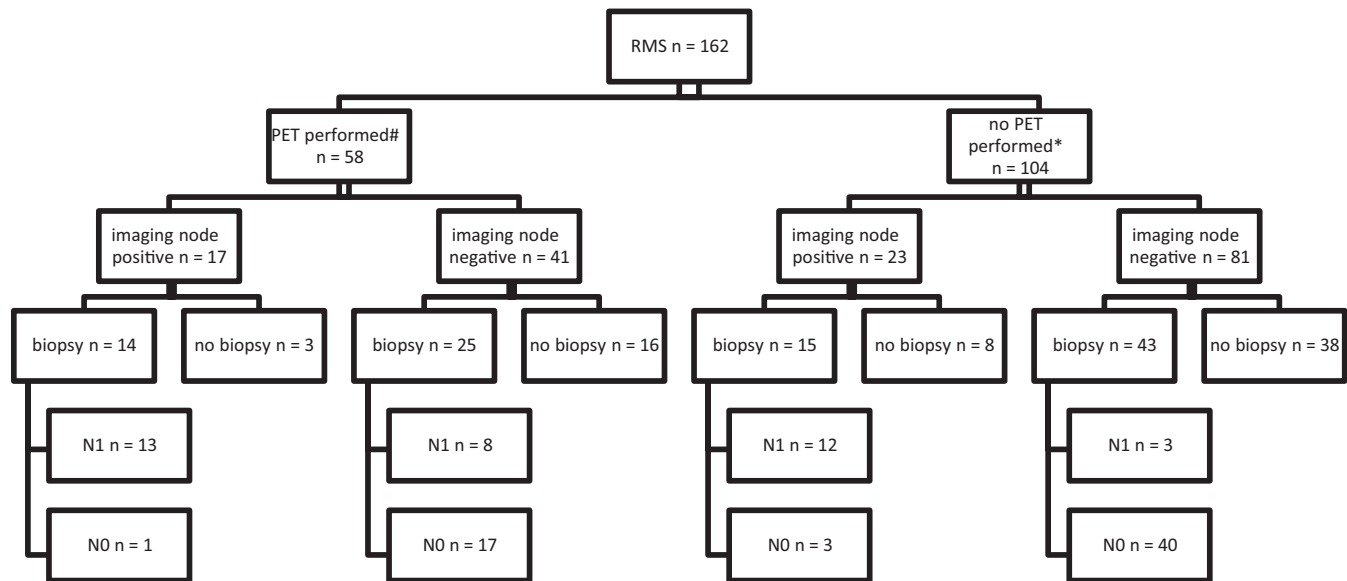 RMS n = 162
PET performed#
n = 58
no PET
performed*
n = 104
imaging node
positive n = 17
imaging node
negative n = 41
imaging node
positive n = 23
imaging node
negative n = 81
biopsy n = 14
no biopsy n = 3
biopsy n = 25
no biopsy n = 16
biopsy n = 15
no biopsy n = 8
biopsy n = 43
no biopsy n = 38
N1 n = 13
N1 n = 8
N1 n = 12
N1 n = 3
N0 n = 1
N0 n = 17
N0 n = 3
N0 n = 40